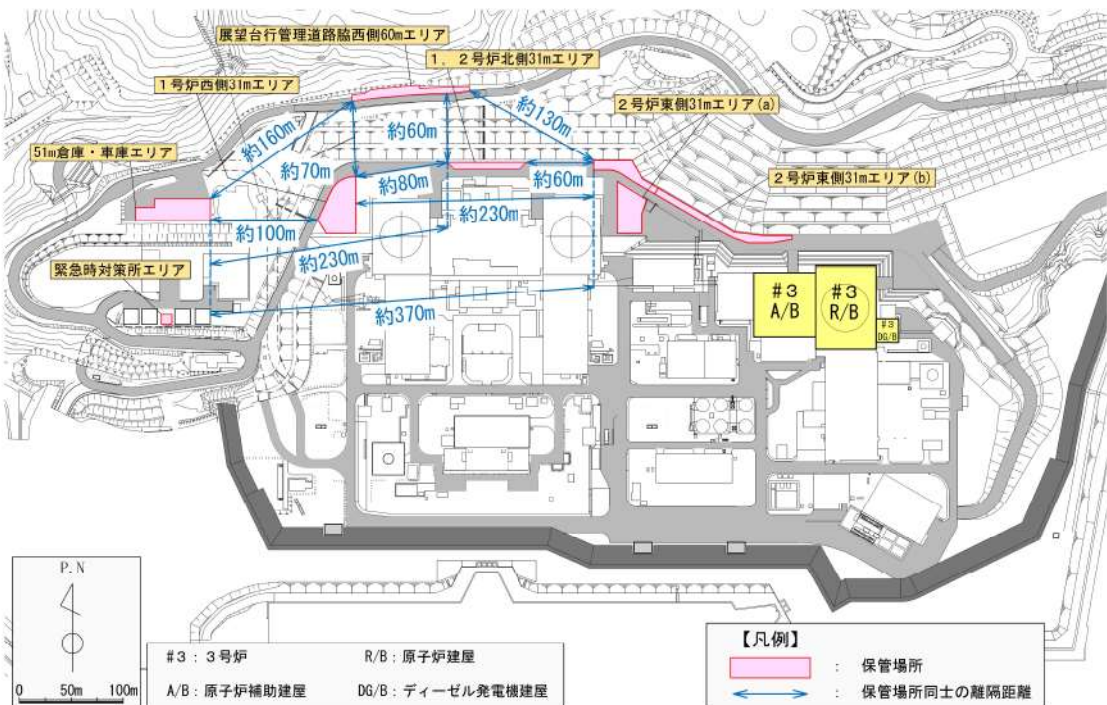 展望台行管理道路脇西側60mエリア
1,2号炉北側31mエリア
1号炉西側31mエリア
2号炉東側31mエリア(a)
51m倉庫・車庫エリア
2号炉東側31mエリア(b)
緊急時対策所エリア
約160m
約60m
約130m
約70m
約80m
約60m
約230m
約100m
約230m
約370m
#3
A/B
#3
R/B
#3
DG/B
P.N
0 50m 100m
#3:3号炉
R/B:原子炉建屋
A/B:原子炉補助建屋
DG/B:ディーゼル発電機建屋
【凡例】
: 保管場所
: 保管場所同士の離隔距離